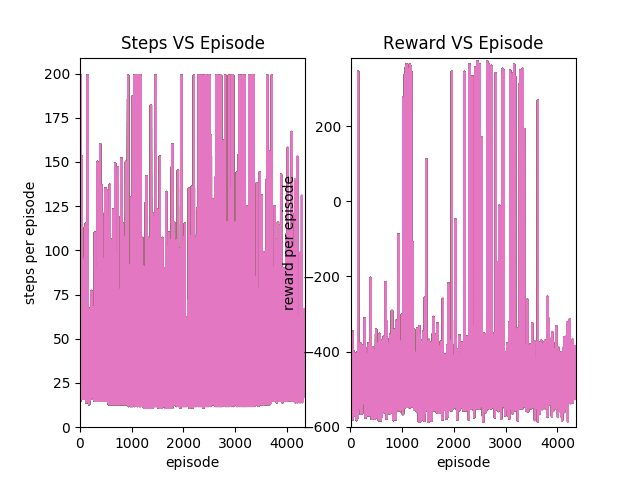 Steps VS Episode
steps per episode
200
175
150
125
100
75
50
25
0
0 1000 2000 3000 4000
episode
Reward VS Episode
reward per episode
200
0
−200
−400
−600
0 1000 2000 3000 4000
episode